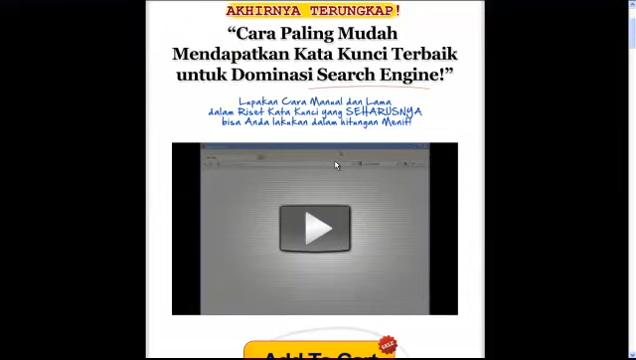 AKHIRNYA TERUNGKAP!
“Cara Paling Mudah
Mendapatkan Kata Kunci Terbaik
untuk Dominasi Search Engine!”
Lupakan Cara Manual dan Lama
dalam Riset Kata Kunci yang SEHARUSNYA
bisa Anda lakukan dalam hitungan Menit!
SALE
Add To Cart